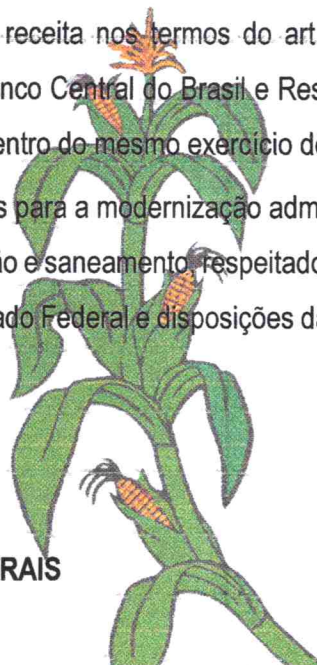 receita nos termos do art
nco Central do Brasil e Res
entro do mesmo exercício de
s para a modernização adm
ão e saneamento, respeitado
ado Federal e disposições da
RAIS